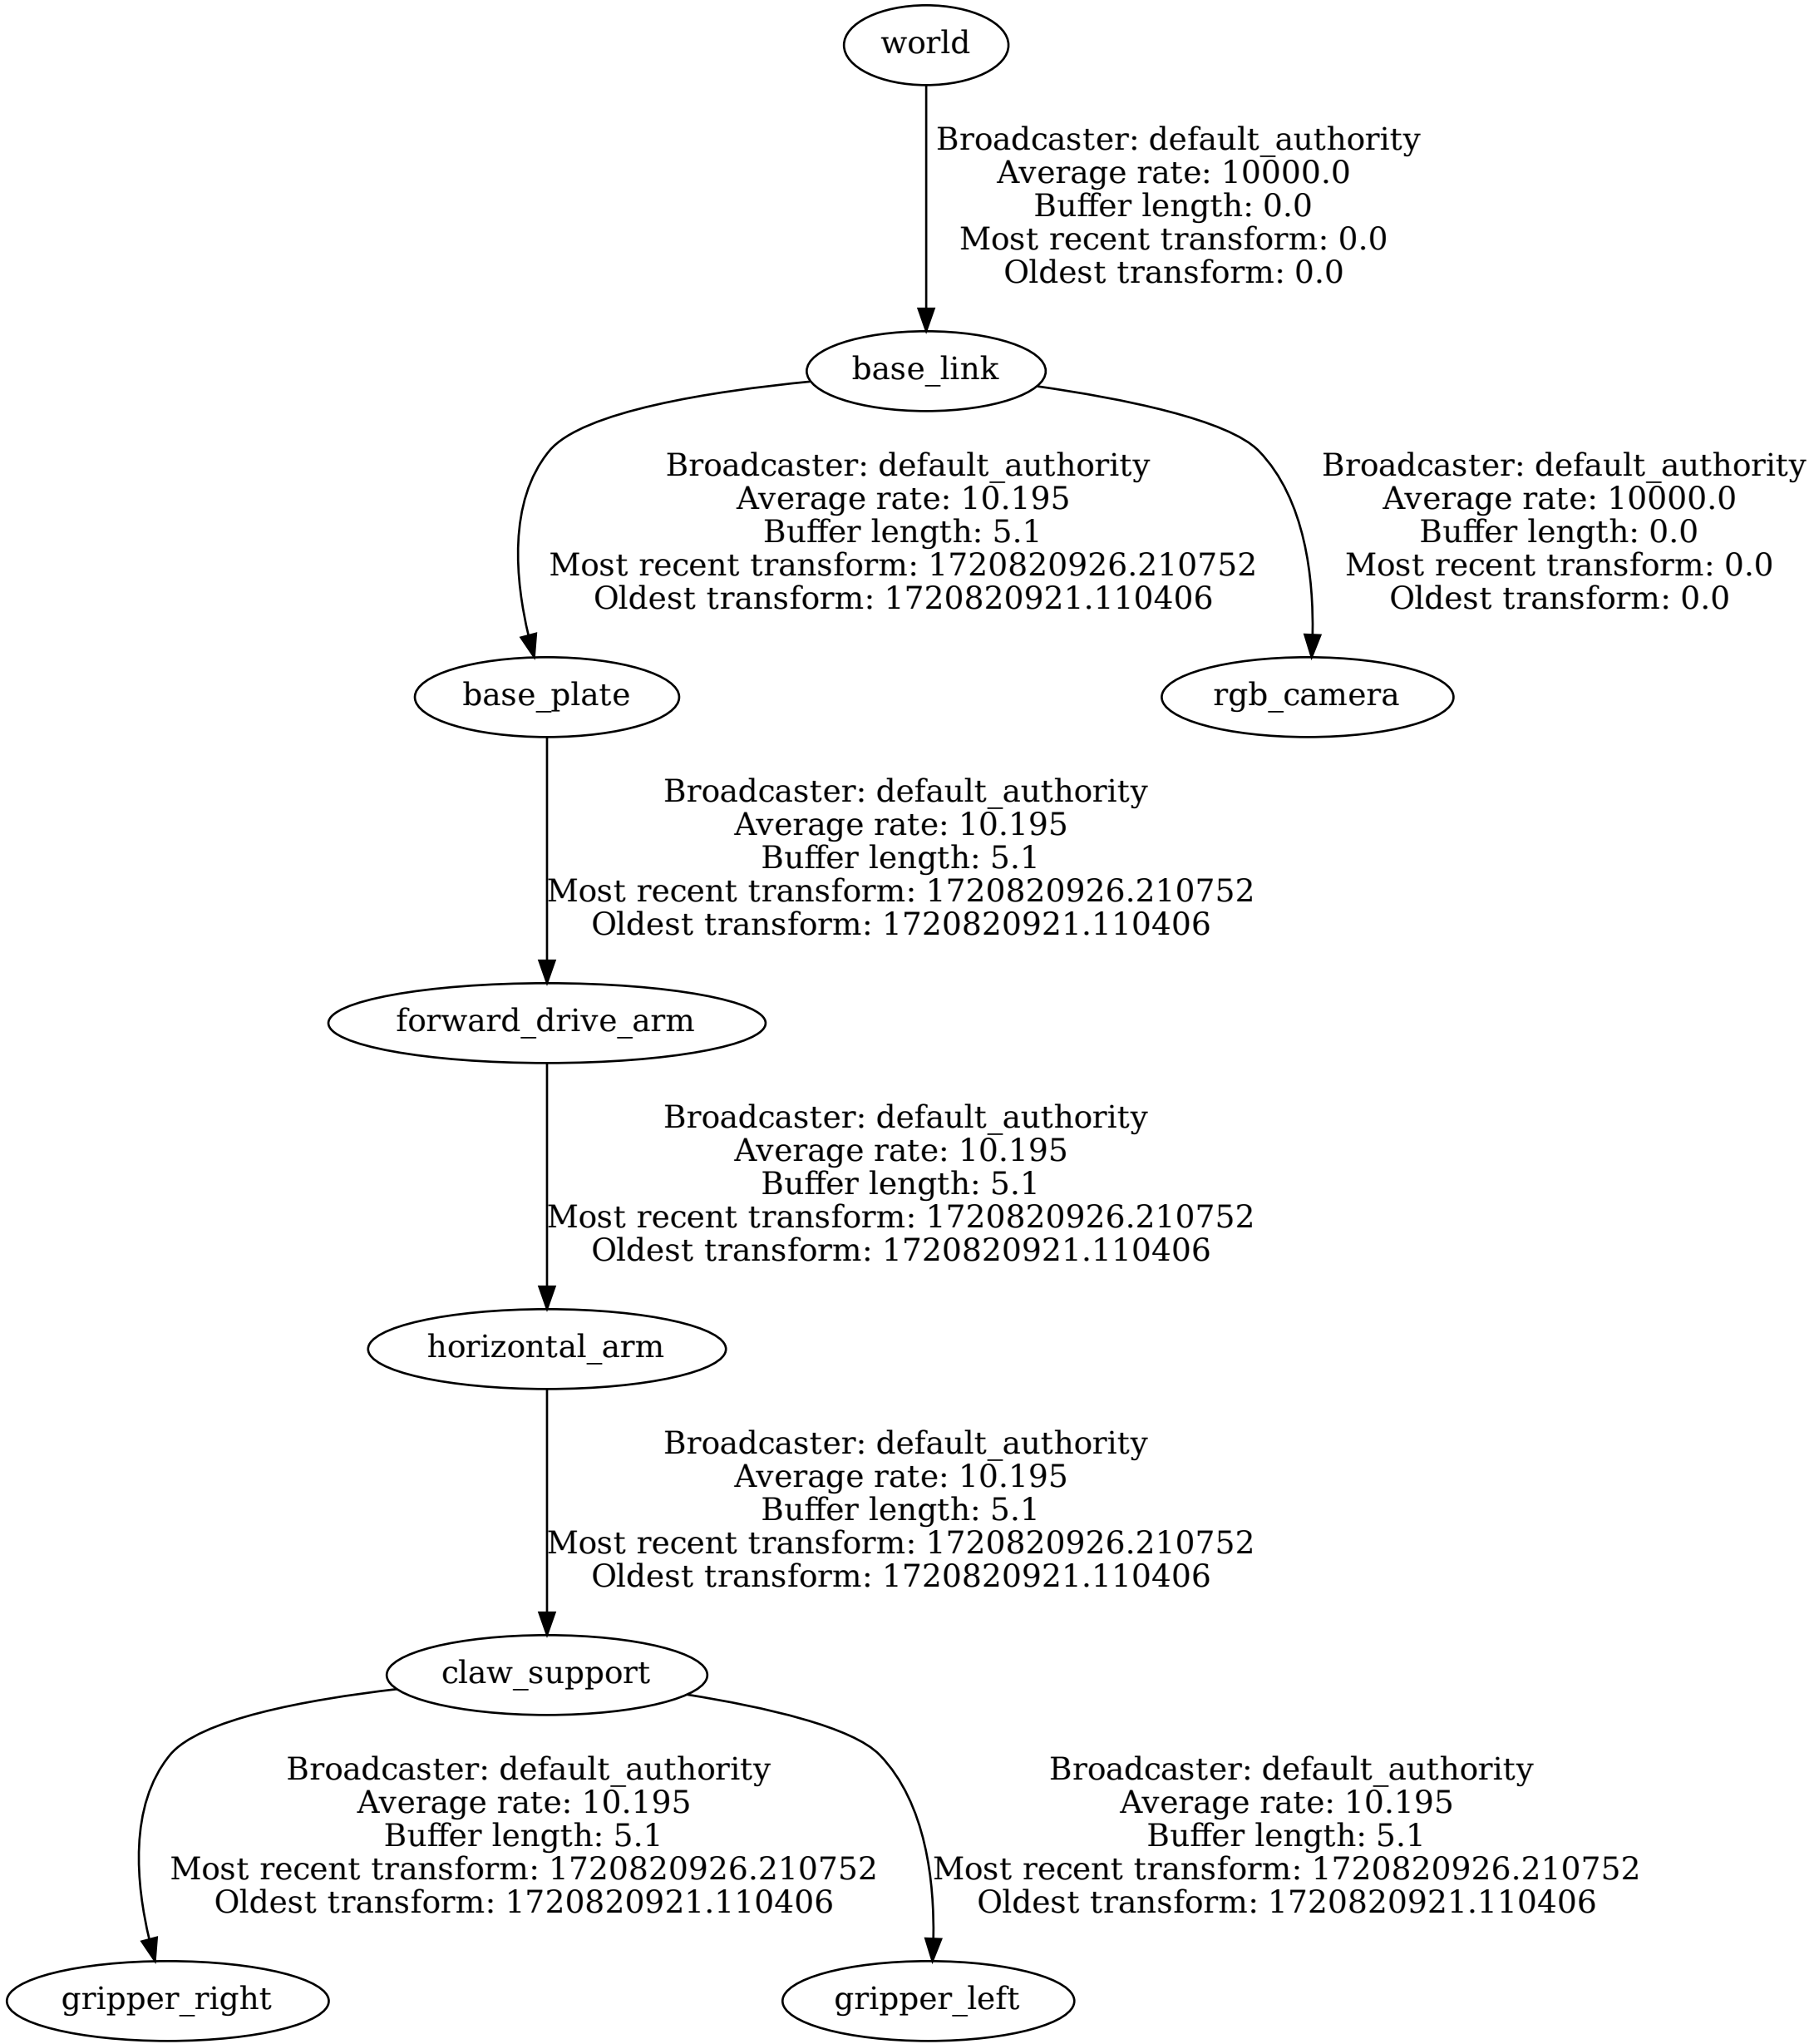 world
Broadcaster: default_authority
Average rate: 10000.0
Buffer length: 0.0
Most recent transform: 0.0
Oldest transform: 0.0
base_link
Broadcaster: default_authority
Average rate: 10.195
Buffer length: 5.1
Most recent transform: 1720820926.210752
Oldest transform: 1720820921.110406
Broadcaster: default_authority
Average rate: 10000.0
Buffer length: 0.0
Most recent transform: 0.0
Oldest transform: 0.0
base_plate
rgb_camera
Broadcaster: default_authority
Average rate: 10.195
Buffer length: 5.1
Most recent transform: 1720820926.210752
Oldest transform: 1720820921.110406
forward_drive_arm
Broadcaster: default_authority
Average rate: 10.195
Buffer length: 5.1
Most recent transform: 1720820926.210752
Oldest transform: 1720820921.110406
horizontal_arm
Broadcaster: default_authority
Average rate: 10.195
Buffer length: 5.1
Most recent transform: 1720820926.210752
Oldest transform: 1720820921.110406
claw_support
Broadcaster: default_authority
Average rate: 10.195
Buffer length: 5.1
Most recent transform: 1720820926.210752
Oldest transform: 1720820921.110406
Broadcaster: default_authority
Average rate: 10.195
Buffer length: 5.1
Most recent transform: 1720820926.210752
Oldest transform: 1720820921.110406
gripper_right
gripper_left